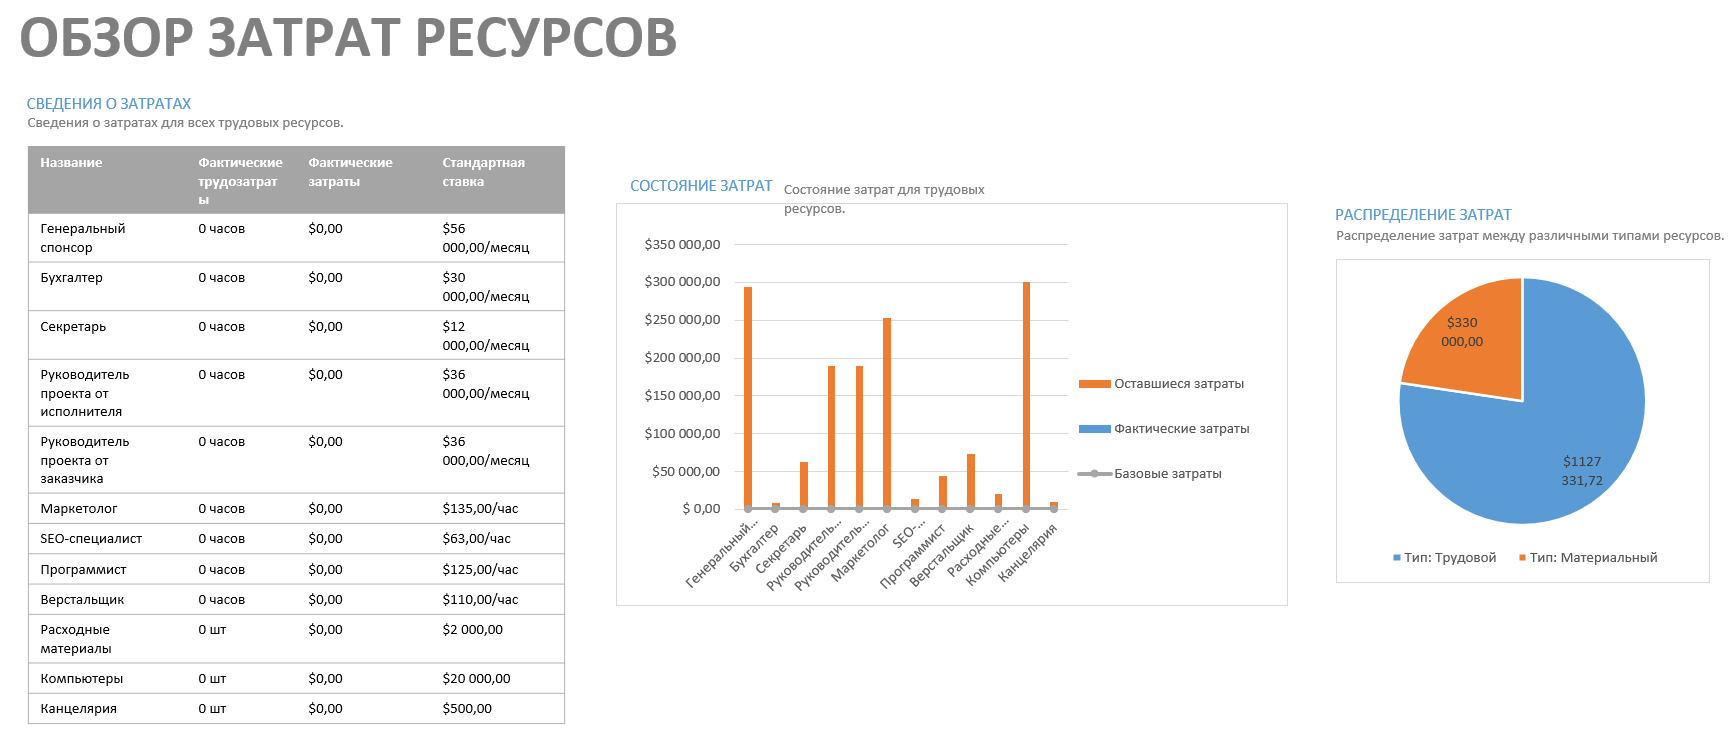 ОБЗОР ЗАТРАТ РЕСУРСОВ
СВЕДЕНИЯ О ЗАТРАТАХ
Сведения о затратах для всех трудовых ресурсов.
Название Фактические Фактические Стандартная
трудозатрат затраты ставка
ы
Генеральный 0 часов $0,00 $56
спонсор 000,00/месяц
Бухгалтер 0 часов $0,00 $30
000,00/месяц
Секретарь 0 часов $0,00 $12
000,00/месяц
Руководитель 0 часов $0,00 $36
проекта от 000,00/месяц
исполнителя
Руководитель 0 часов $0,00 $36
проекта от 000,00/месяц
заказчика
Маркетолог 0 часов $0,00 $135,00/час
SEO-специалист 0 часов $0,00 $63,00/час
Программист 0 часов $0,00 $125,00/час
Верстальщик 0 часов $0,00 $110,00/час
Расходные 0 шт $0,00 $2 000,00
материалы
Компьютеры 0 шт $0,00 $20 000,00
Канцелярия 0 шт $0,00 $500,00
СОСТОЯНИЕ ЗАТРАТ
Состояние затрат для трудовых
ресурсов.
$350 000,00
$300 000,00
$250 000,00
$200 000,00
$150 000,00
$100 000,00
$50 000,00
$ 0,00
Генеральный…
Бухгалтер
Секретарь
Руководитель…
Руководитель…
Маркетолог
SEO-…
Программист
Верстальщик
Расходные…
Компьютеры
Канцелярия
Оставшиеся затраты
Фактические затраты
Базовые затраты
РАСПРЕДЕЛЕНИЕ ЗАТРАТ
Распределение затрат между различными типами ресурсов.
$330
000,00
$1127
331,72
Тип: Трудовой Тип: Материальный